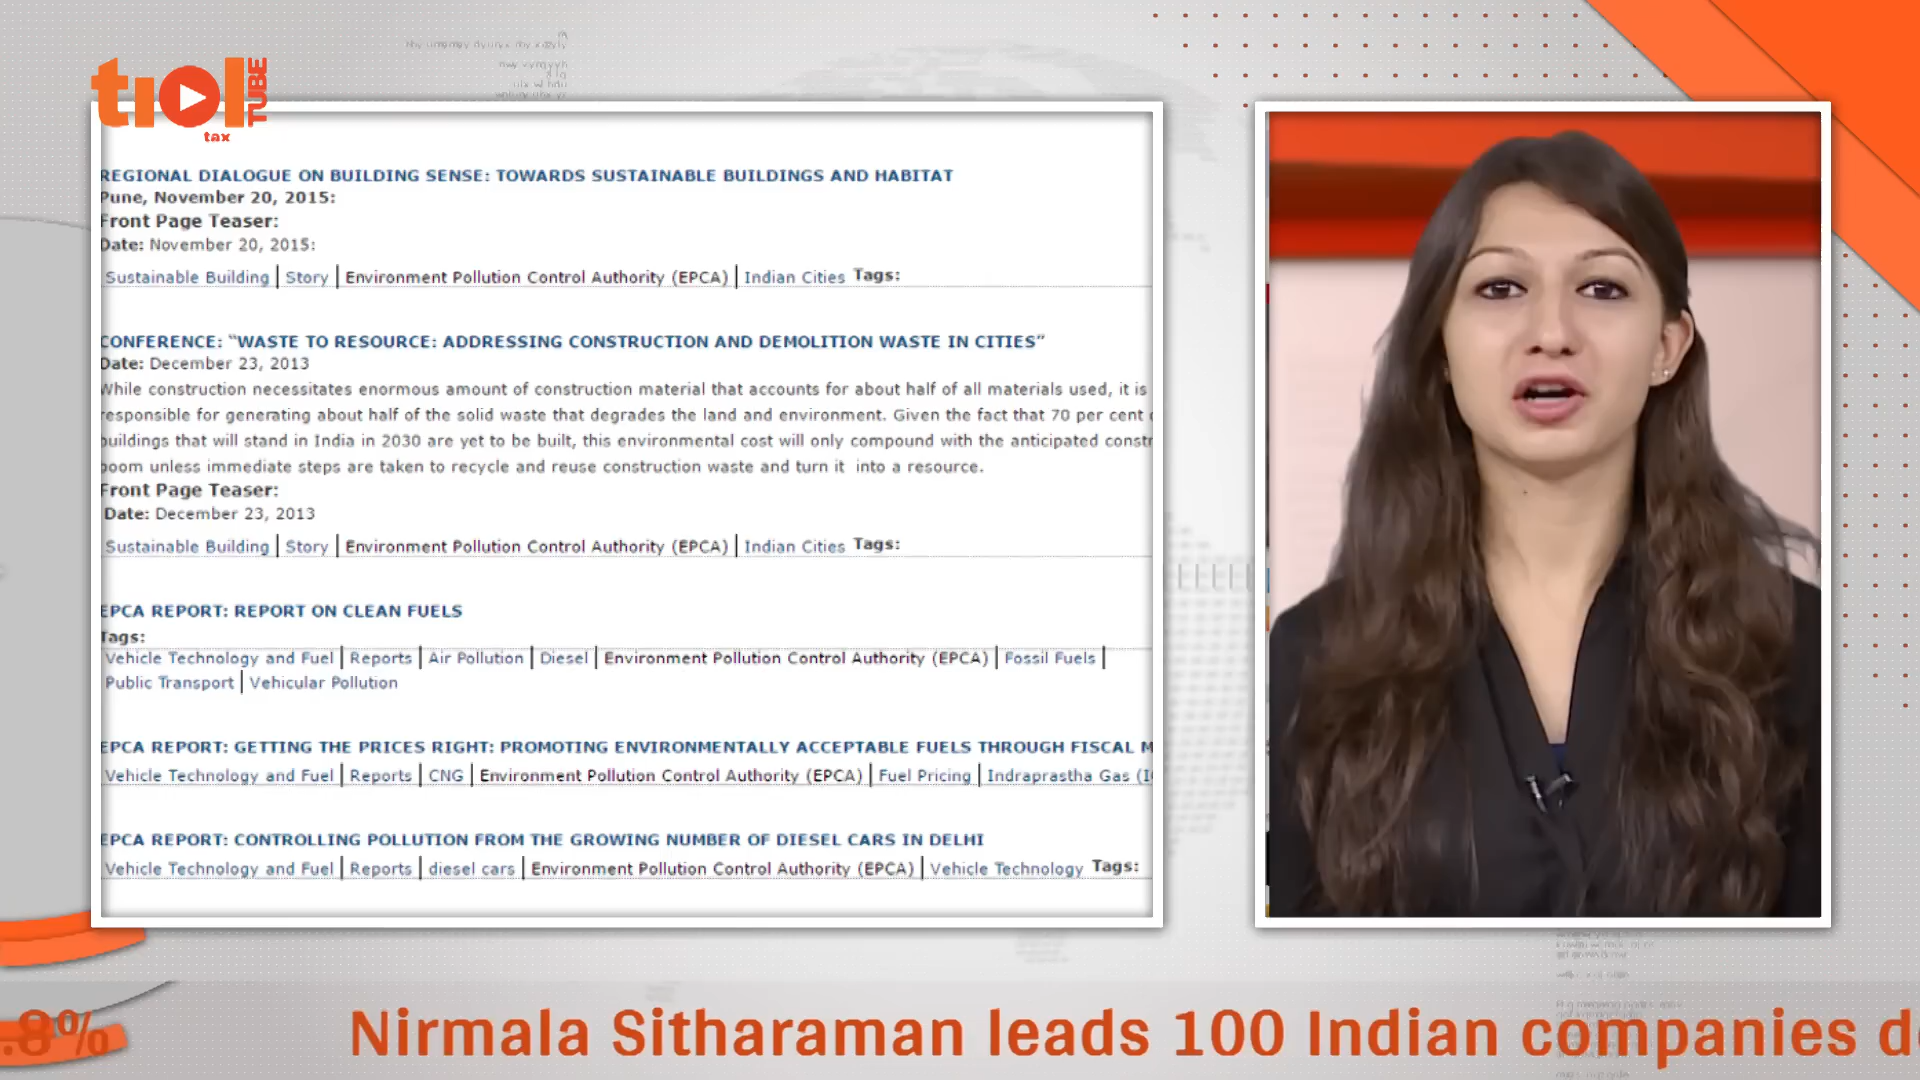 tiol TUBE
tax
REGIONAL DIALOGUE ON BUILDING SENSE: TOWARDS SUSTAINABLE BUILDINGS AND HABITAT
Pune, November 20, 2015:
Front Page Teaser:
Date: November 20, 2015:
Sustainable Building | Story | Environment Pollution Control Authority (EPCA) | Indian Cities Tags:
CONFERENCE: “WASTE TO RESOURCE: ADDRESSING CONSTRUCTION AND DEMOLITION WASTE IN CITIES”
Date: December 23, 2013
While construction necessitates enormous amount of construction material that accounts for about half of all materials used, it is
responsible for generating about half of the solid waste that degrades the land and environment. Given the fact that 70 per cent
buildings that will stand in India in 2030 are yet to be built, this environmental cost will only compound with the anticipated constr
boom unless immediate steps are taken to recycle and reuse construction waste and turn it into a resource.
Front Page Teaser:
Date: December 23, 2013
Sustainable Building | Story | Environment Pollution Control Authority (EPCA) | Indian Cities Tags:
EPCA REPORT: REPORT ON CLEAN FUELS
Tags:
Vehicle Technology and Fuel | Reports | Air Pollution | Diesel | Environment Pollution Control Authority (EPCA) | Fossil Fuels |
Public Transport | Vehicular Pollution
EPCA REPORT: GETTING THE PRICES RIGHT: PROMOTING ENVIRONMENTALLY ACCEPTABLE FUELS THROUGH FISCAL M
Vehicle Technology and Fuel | Reports | CNG | Environment Pollution Control Authority (EPCA) | Fuel Pricing | Indraprastha Gas (I
EPCA REPORT: CONTROLLING POLLUTION FROM THE GROWING NUMBER OF DIESEL CARS IN DELHI
Vehicle Technology and Fuel | Reports | diesel cars | Environment Pollution Control Authority (EPCA) | Vehicle Technology Tags:
.8% Nirmala Sitharaman leads 100 Indian companies de